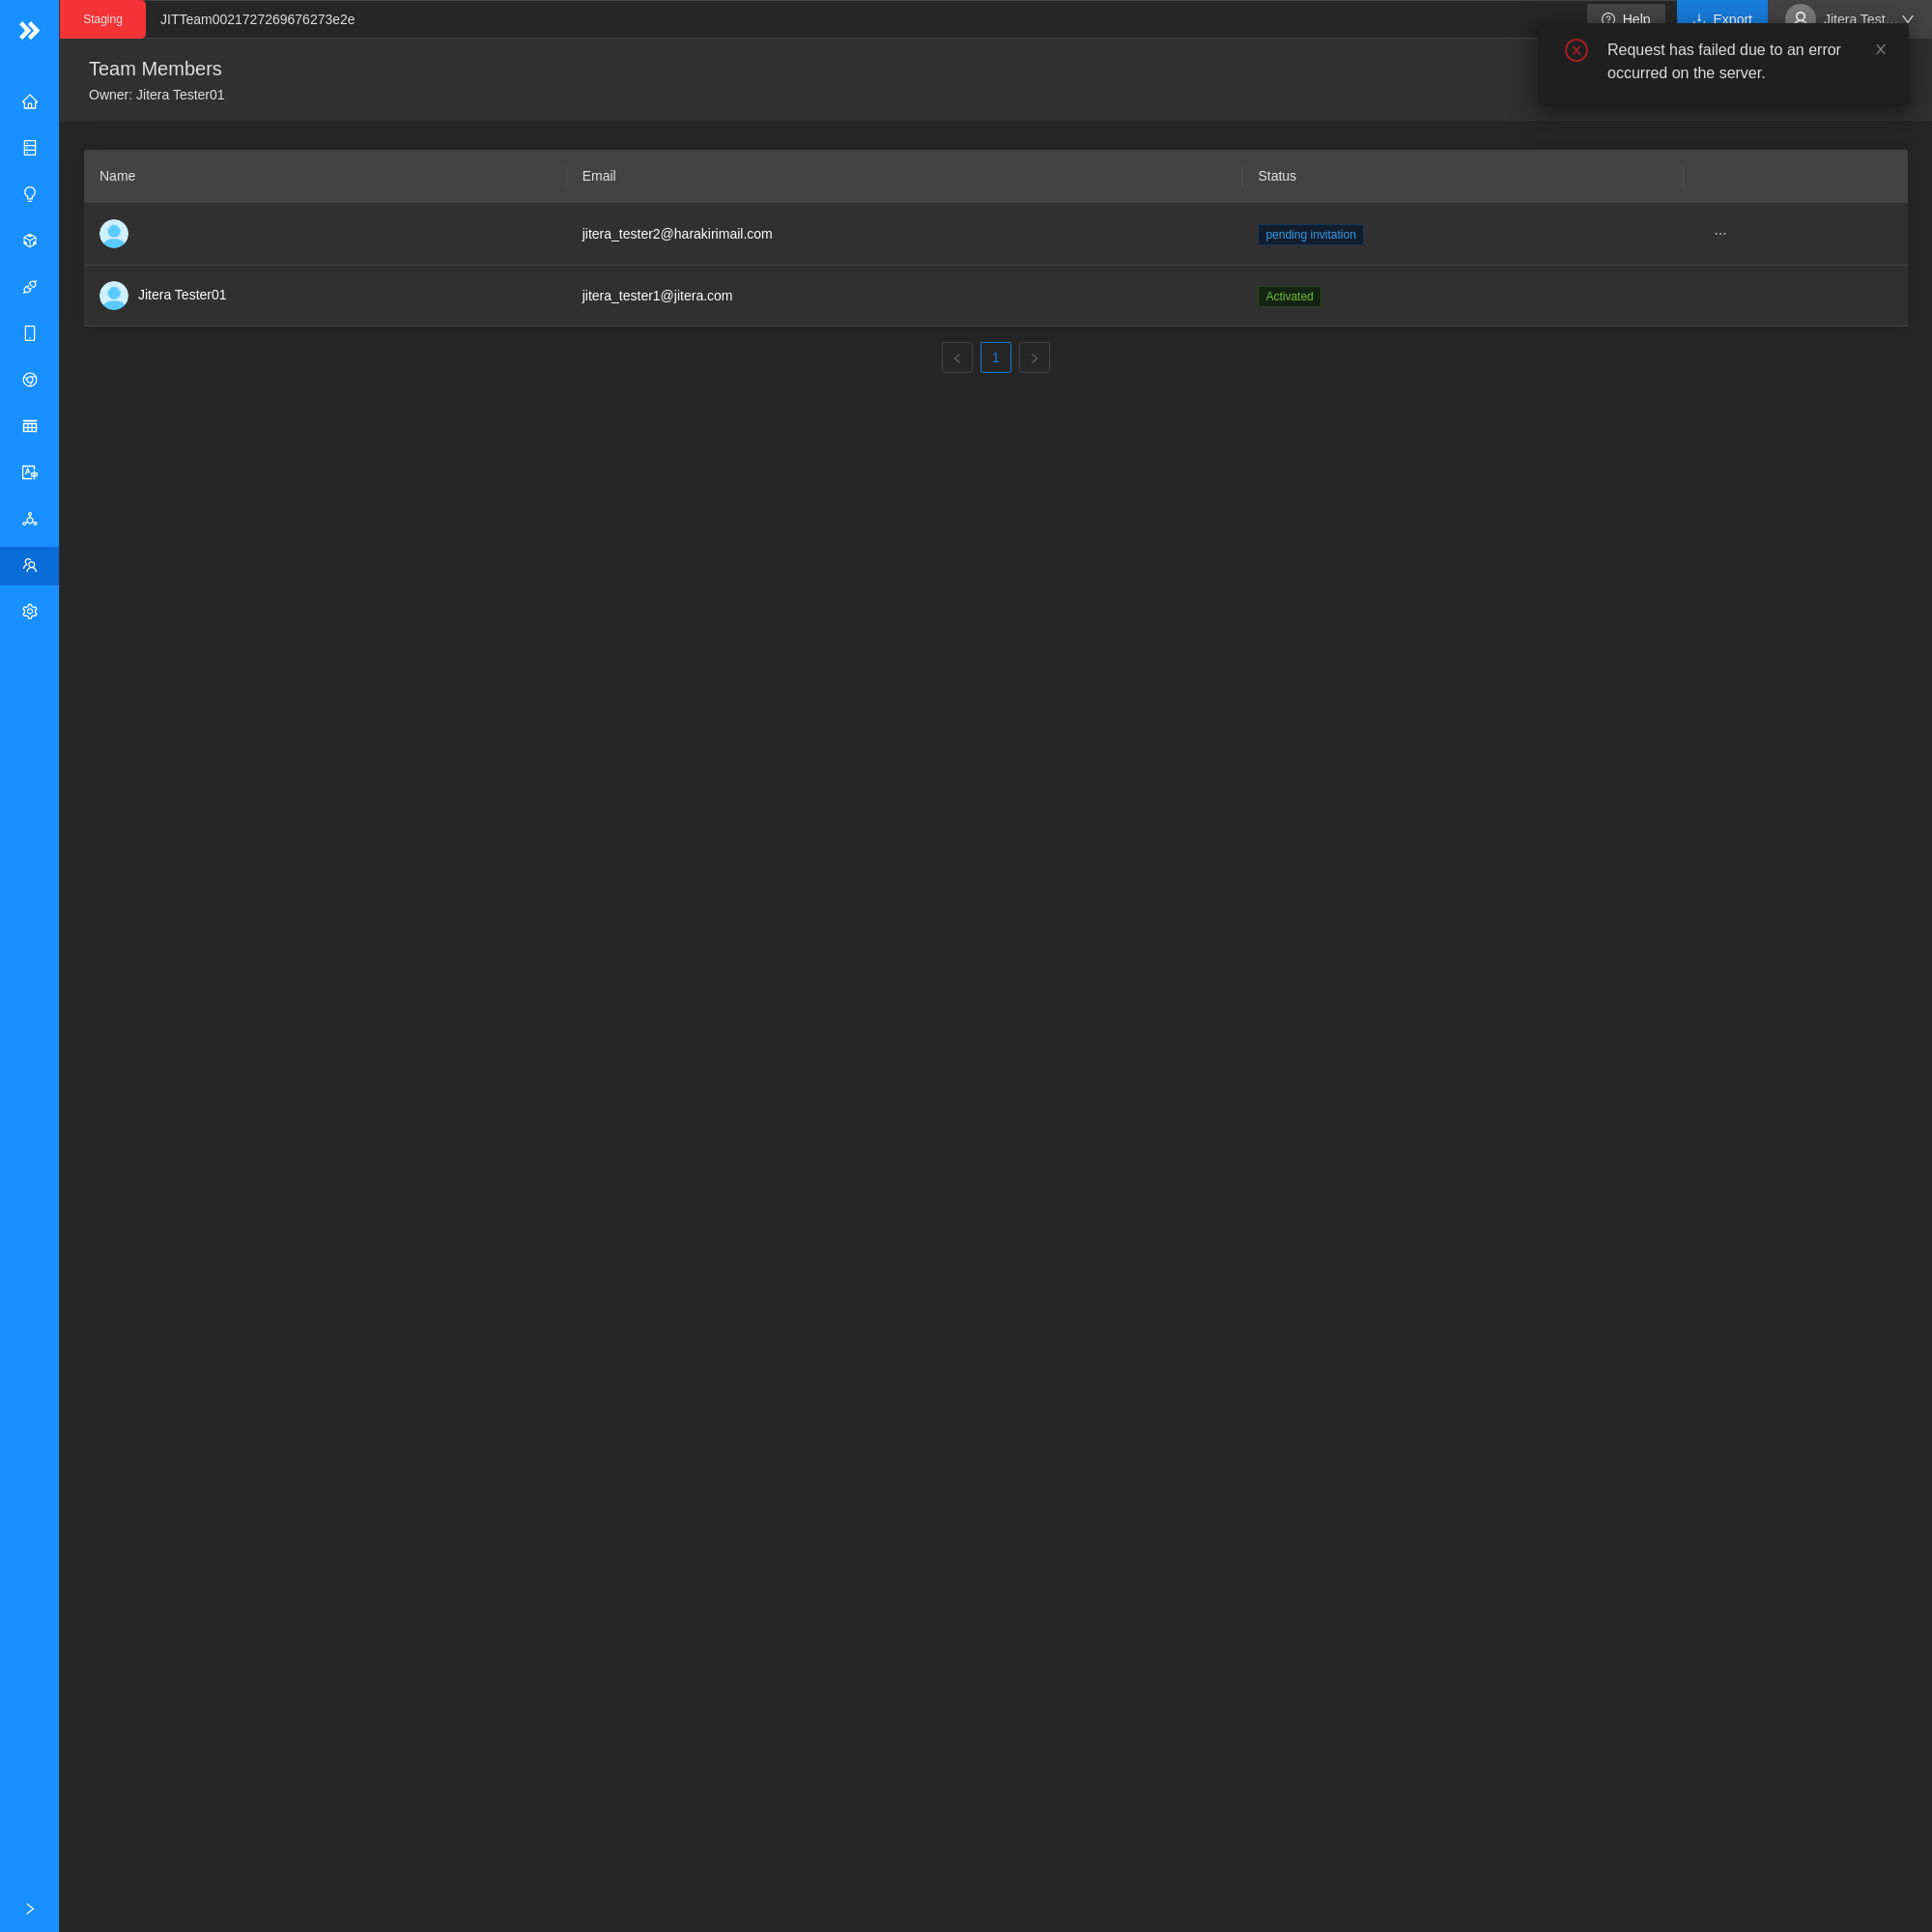 Staging
JITTeam0021727269676273e2e
Help
Export
Jitera Test...
Request has failed due to an error
occurred on the server.
Team Members
Owner: Jitera Tester01
Name
Email
Status
jitera_tester2@harakirimail.com
pending invitation
Jitera Tester01
jitera_tester1@jitera.com
Activated
1